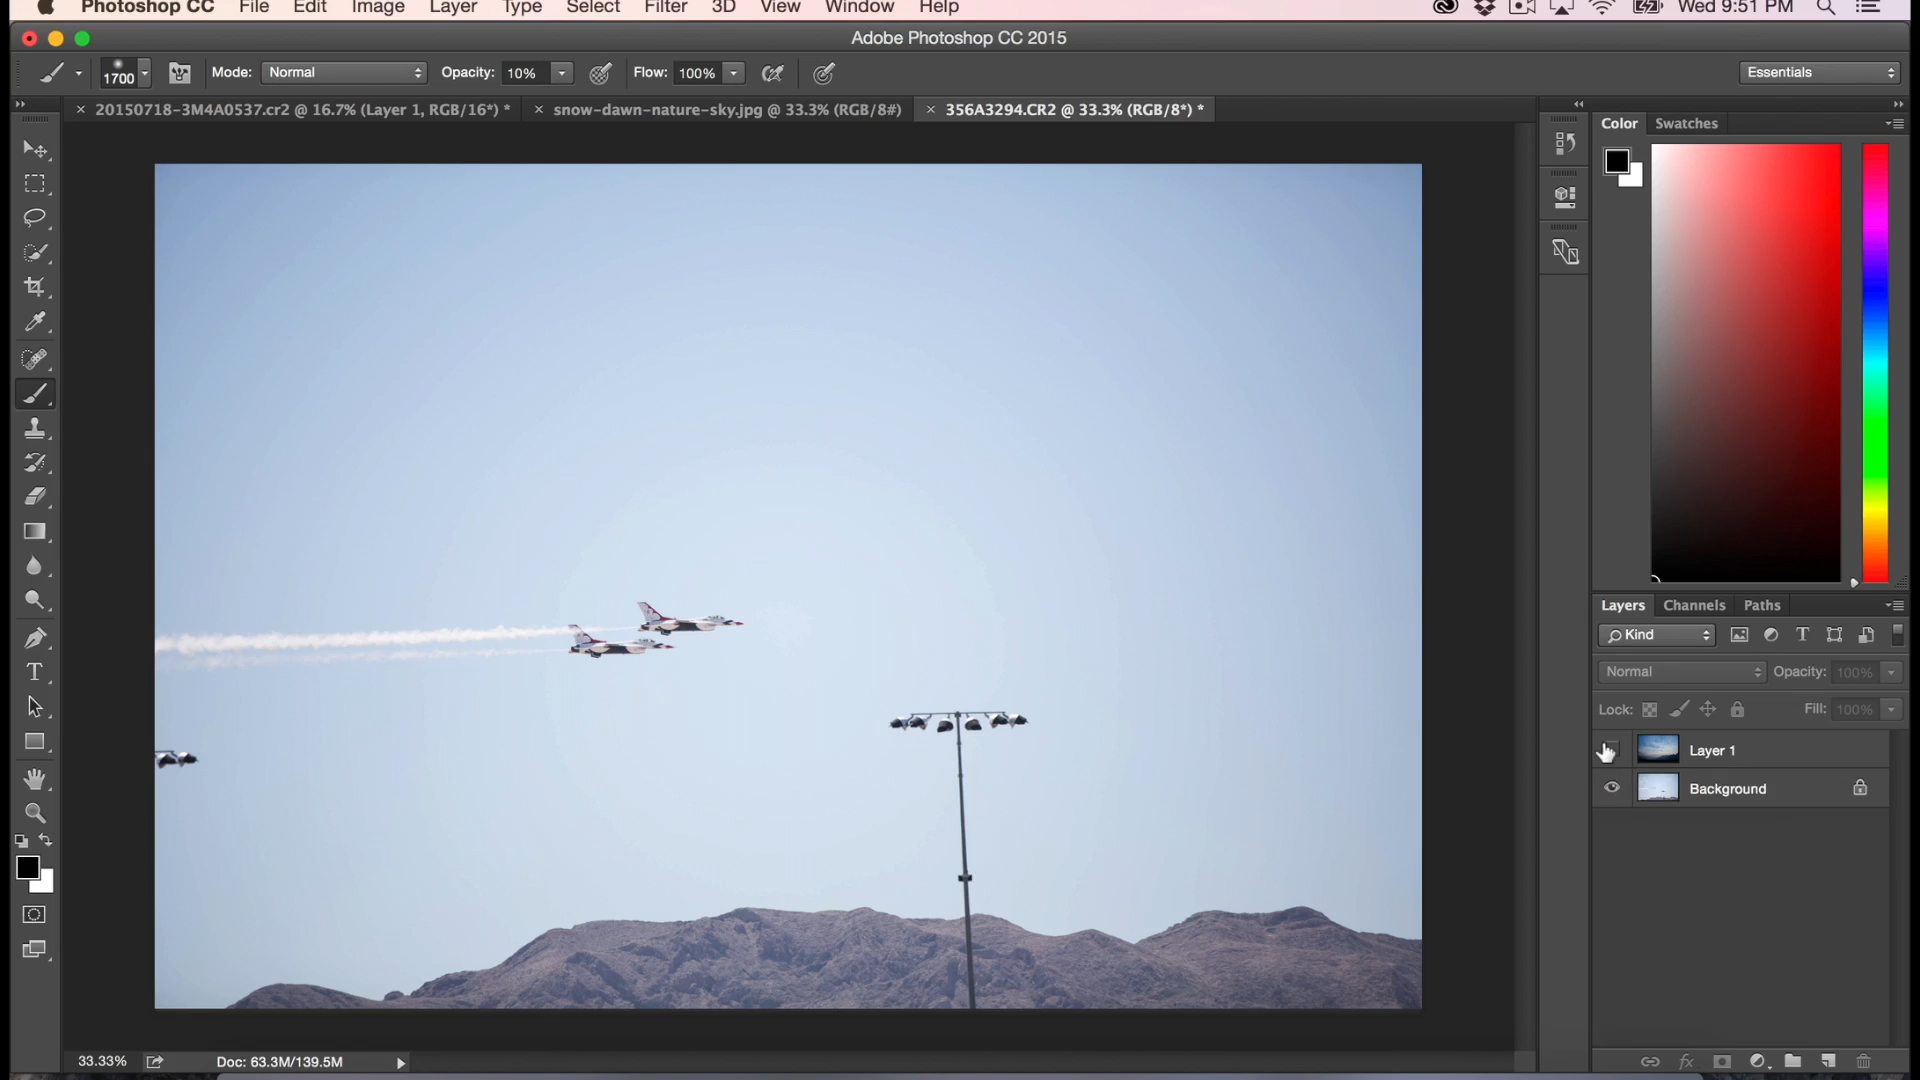 Photoshop CC File Edit Image Layer Type Select Filter 3D View Window Help Wed 9:51 PM
Adobe Photoshop CC 2015
1700 Mode: Normal Opacity: 10% Flow: 100% Essentials
20150718-3M4A0537.cr2 @ 16.7% (Layer 1, RGB/16*) * snow-dawn-nature-sky.jpg @ 33.3% (RGB/8#) 356A3294.CR2 @ 33.3% (RGB/8*) *
Color Swatches
Layers Channels Paths
Kind
Normal Opacity: 100%
Lock: Fill: 100%
Layer 1
Background
33.33% Doc: 63.3M/139.5M